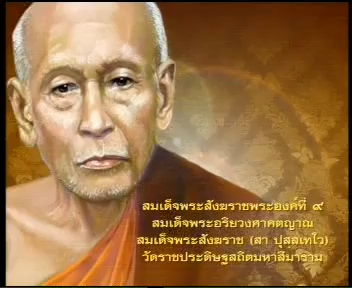 สมเด็จพระสังฆราชพระองค์ที่ ๙
สมเด็จพระอริยวงศาคตญาณ
สมเด็จพระสังฆราช (สา ปุสฺสเทโว)
วัดราชประดิษฐสถิตมหาสีมาราม